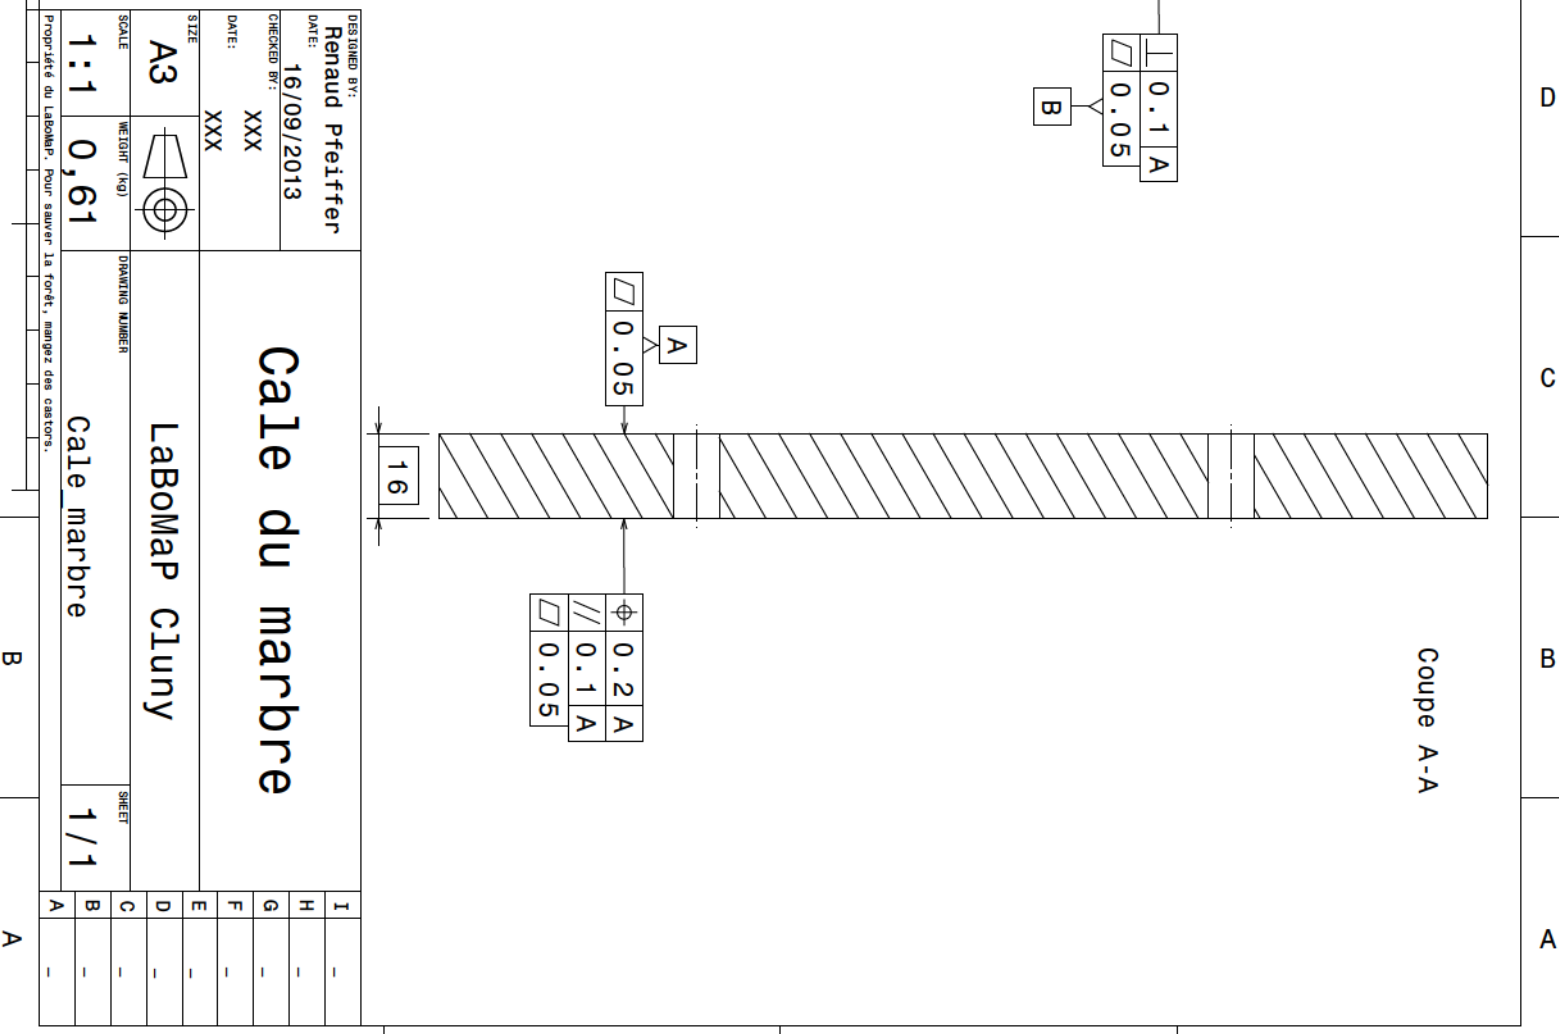 D
C
B
A
B
A
⊥ 0.1 A
⏥ 0.05
B
A
⏥ 0.05
16
⌖ 0.2 A
// 0.1 A
⏥ 0.05
Coupe A-A
DESIGNED BY:
Renaud Pfeiffer
DATE:
16/09/2013
CHECKED BY:
XXX
DATE:
XXX
Cale du marbre
SIZE
A3
LaBoMaP Cluny
SCALE
1:1
WEIGHT (kg)
0,61
DRAWING NUMBER
Cale_marbre
SHEET
1/1
Propriété du LaBoMaP. Pour sauver la forêt, mangez des castors.
I -
H -
G -
F -
E -
D -
C -
B -
A -